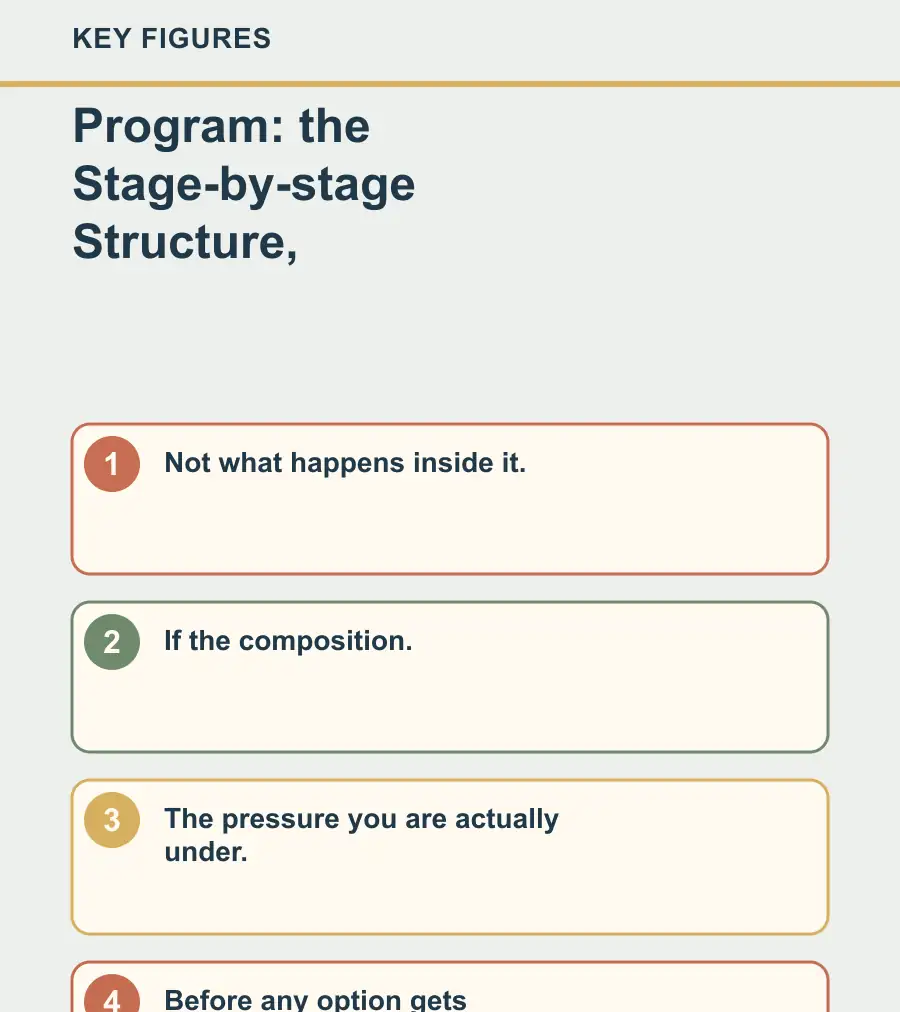 KEY FIGURES
Program: the
Stage-by-stage
Structure,
1
Not what happens inside it.
2
If the composition.
3
The pressure you are actually
under.
4
Before any option gets